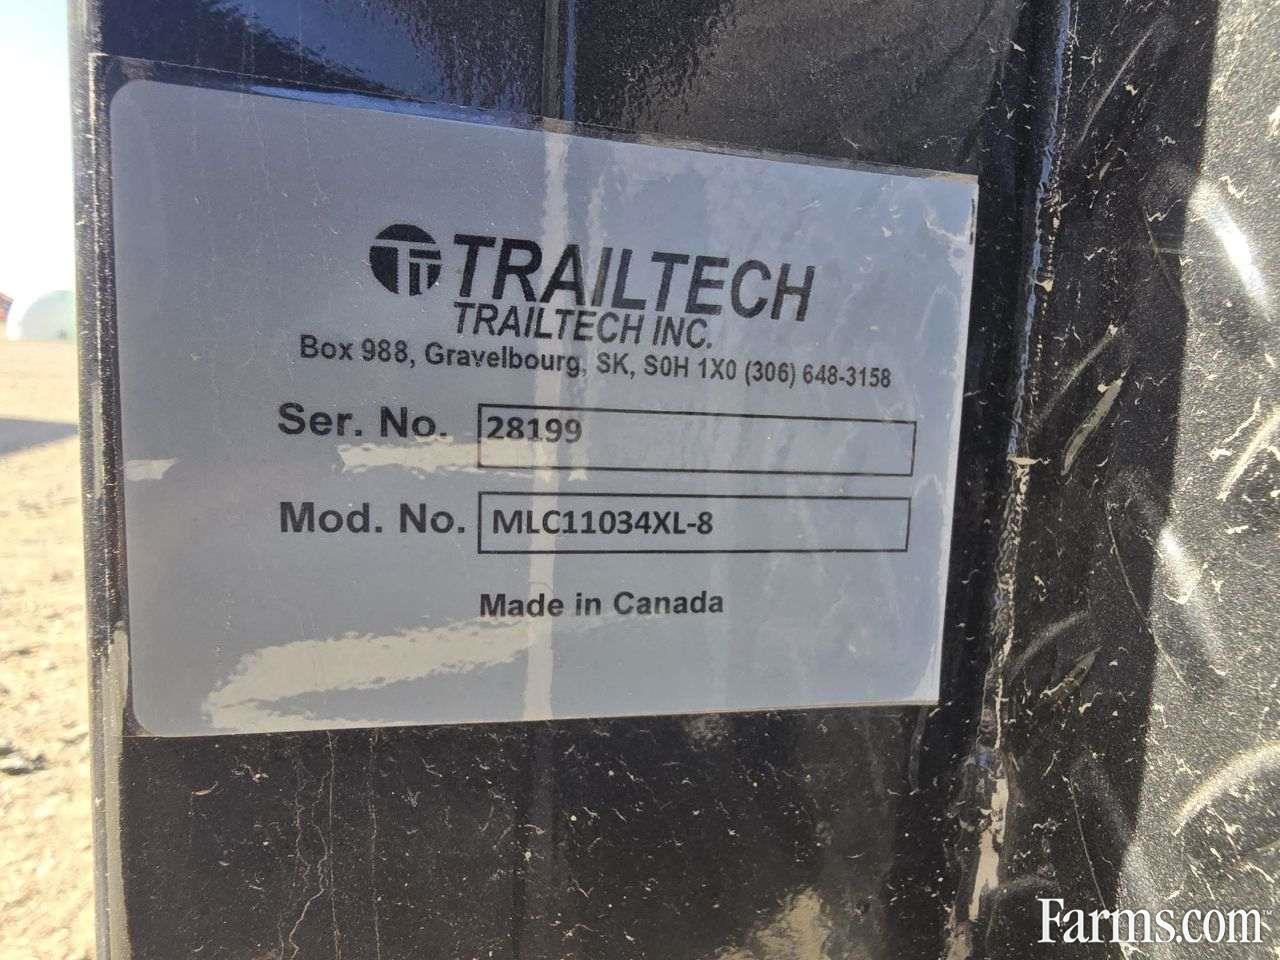 TRAILTECH
TRAILTECH INC.
Box 988, Gravelbourg, SK, S0H 1X0 (306) 648-3158
Ser. No. 28199
Mod. No. MLC11034XL-8
Made in Canada
Farms.com™